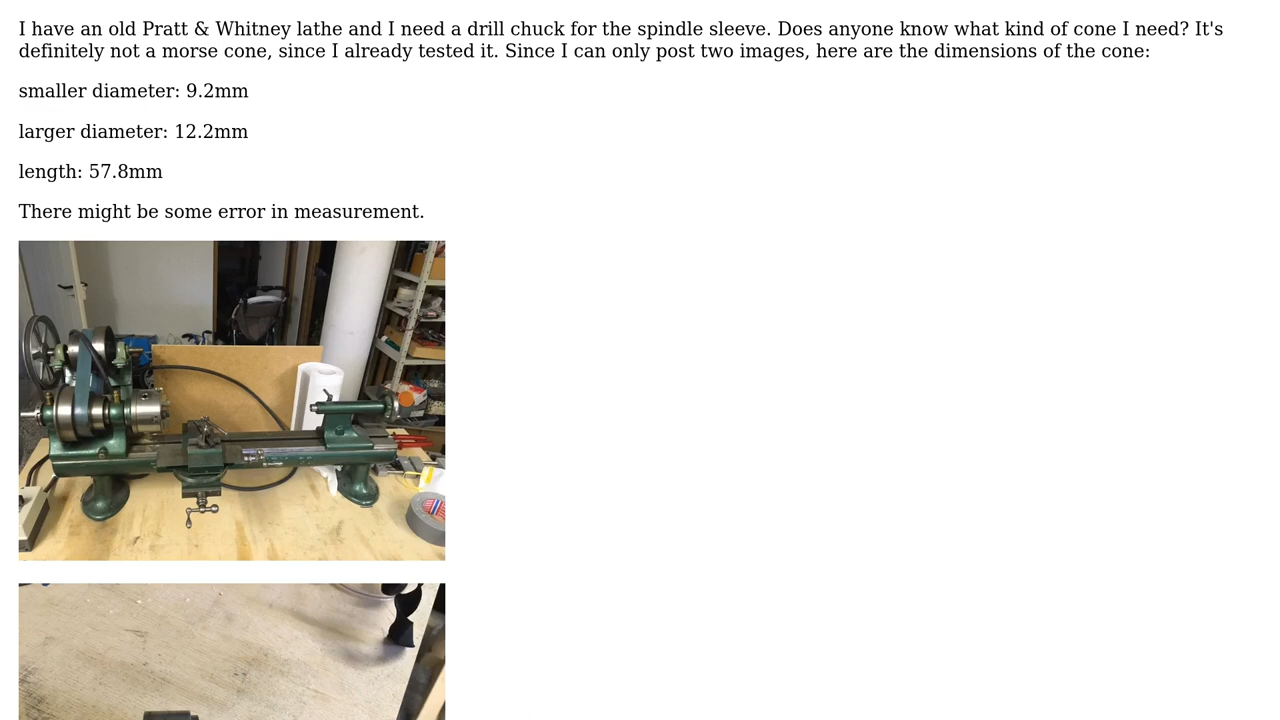 I have an old Pratt & Whitney lathe and I need a drill chuck for the spindle sleeve. Does anyone know what kind of cone I need? It's
definitely not a morse cone, since I already tested it. Since I can only post two images, here are the dimensions of the cone:
smaller diameter: 9.2mm
larger diameter: 12.2mm
length: 57.8mm
There might be some error in measurement.